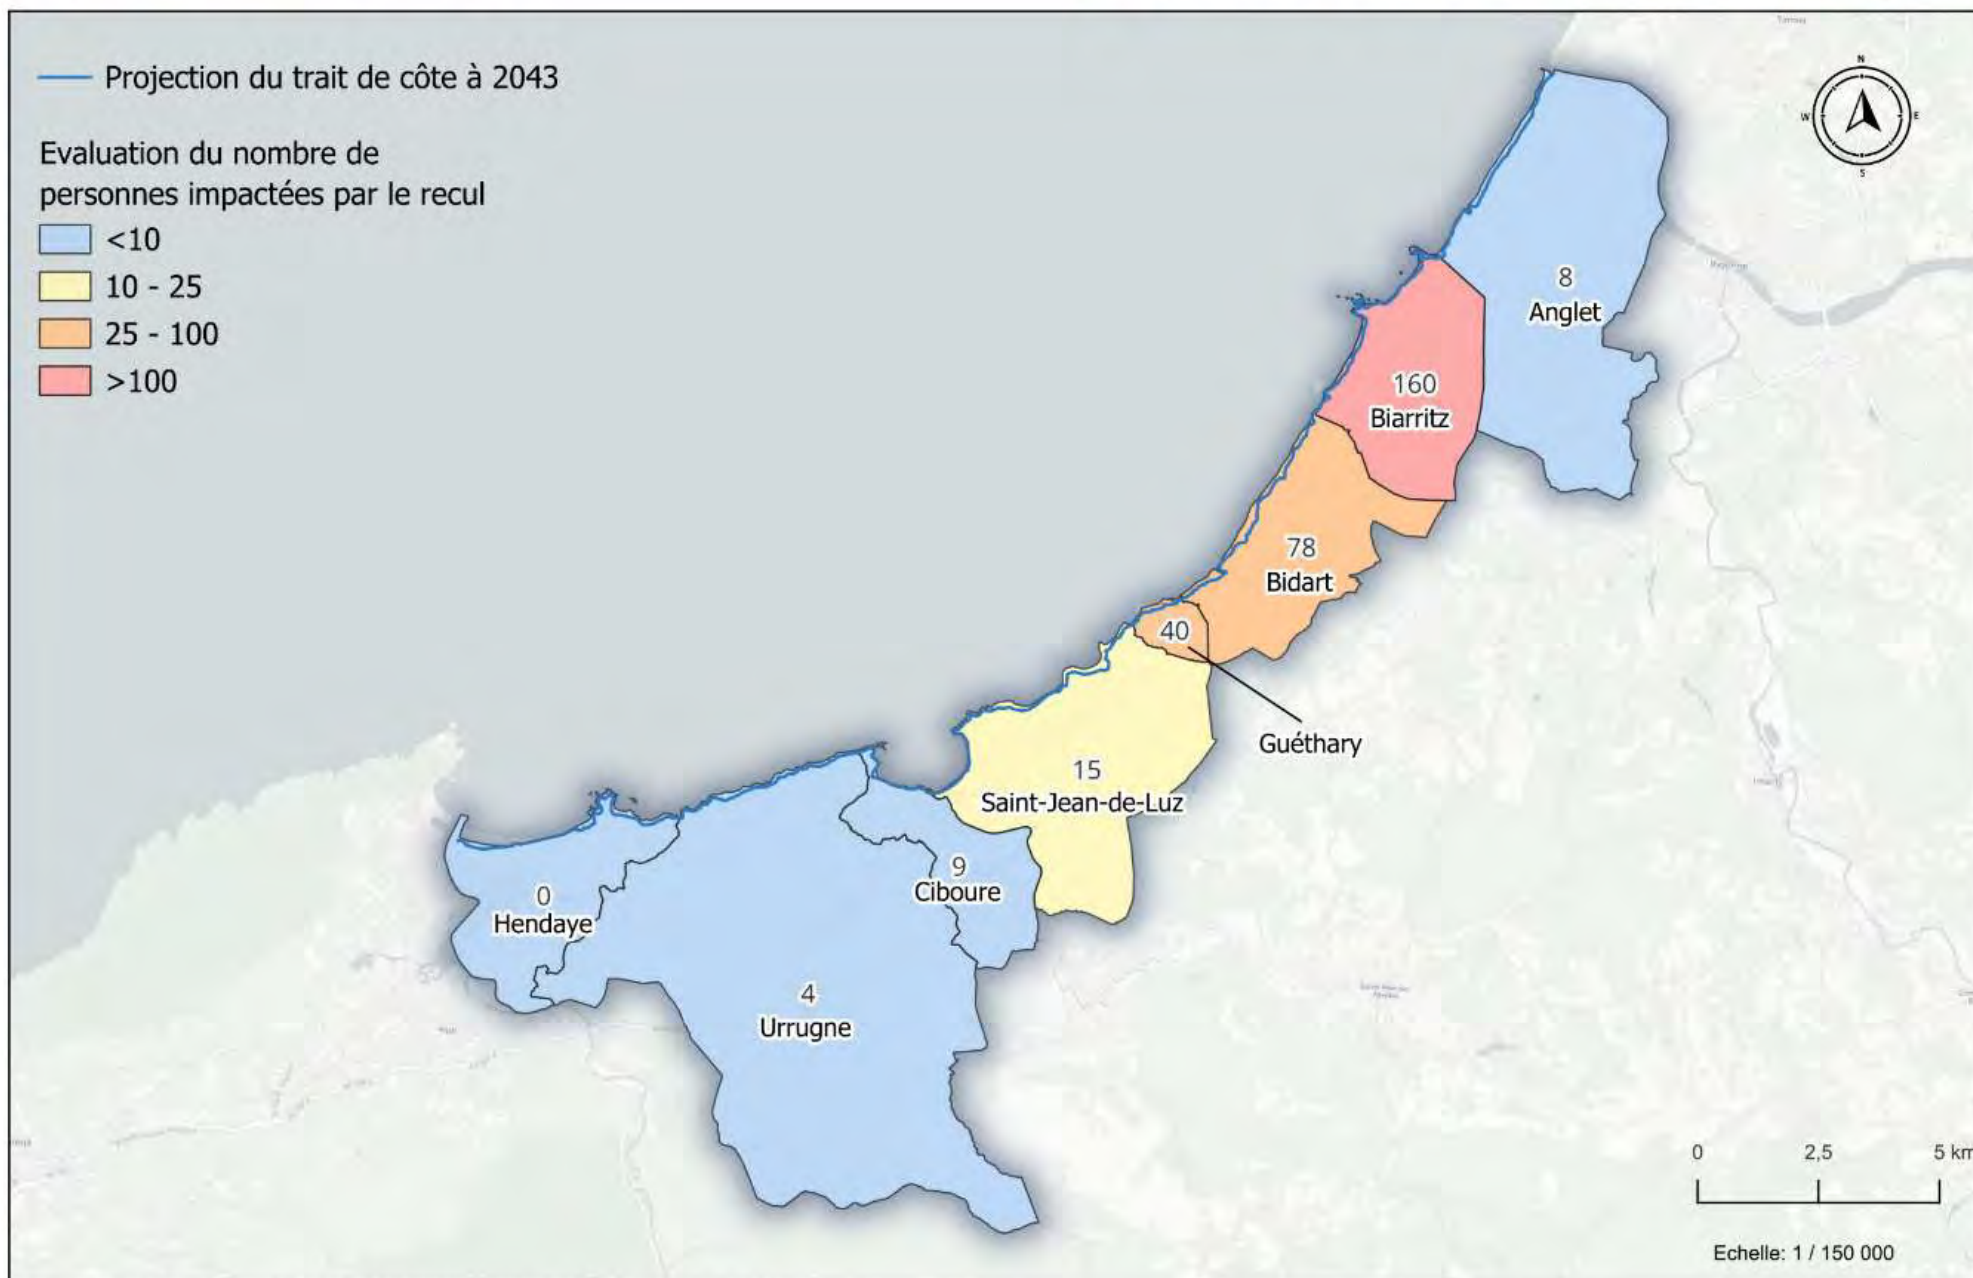 Projection du trait de côte à 2043
Evaluation du nombre de
personnes impactées par le recul
<10
10 - 25
25 - 100
>100
N
W
E
S
8
Anglet
160
Biarritz
78
Bidart
40
Guéthary
15
Saint-Jean-de-Luz
9
Ciboure
0
Hendaye
4
Urrugne
0
2,5
5 km
Echelle: 1 / 150 000